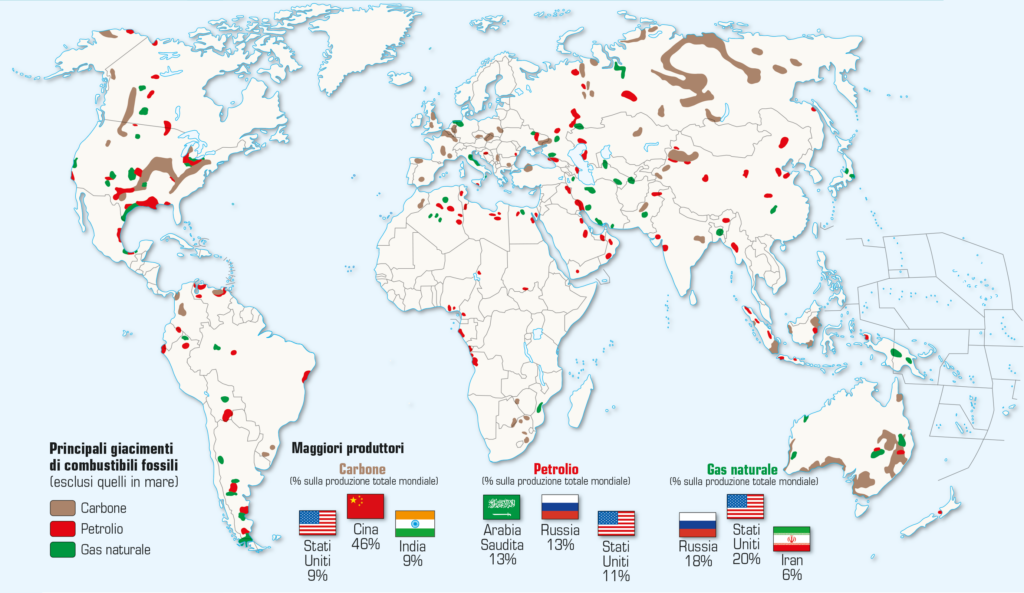 Principali giacimenti
di combustibili fossili
(esclusi quelli in mare)
Carbone
Petrolio
Gas naturale
Maggiori produttori
Carbone
(% sulla produzione totale mondiale)
Stati
Uniti
9%
Cina
46%
India
9%
Petrolio
(% sulla produzione totale mondiale)
Arabia
Saudita
13%
Russia
13%
Stati
Uniti
11%
Gas naturale
(% sulla produzione totale mondiale)
Russia
18%
Stati
Uniti
20%
Iran
6%